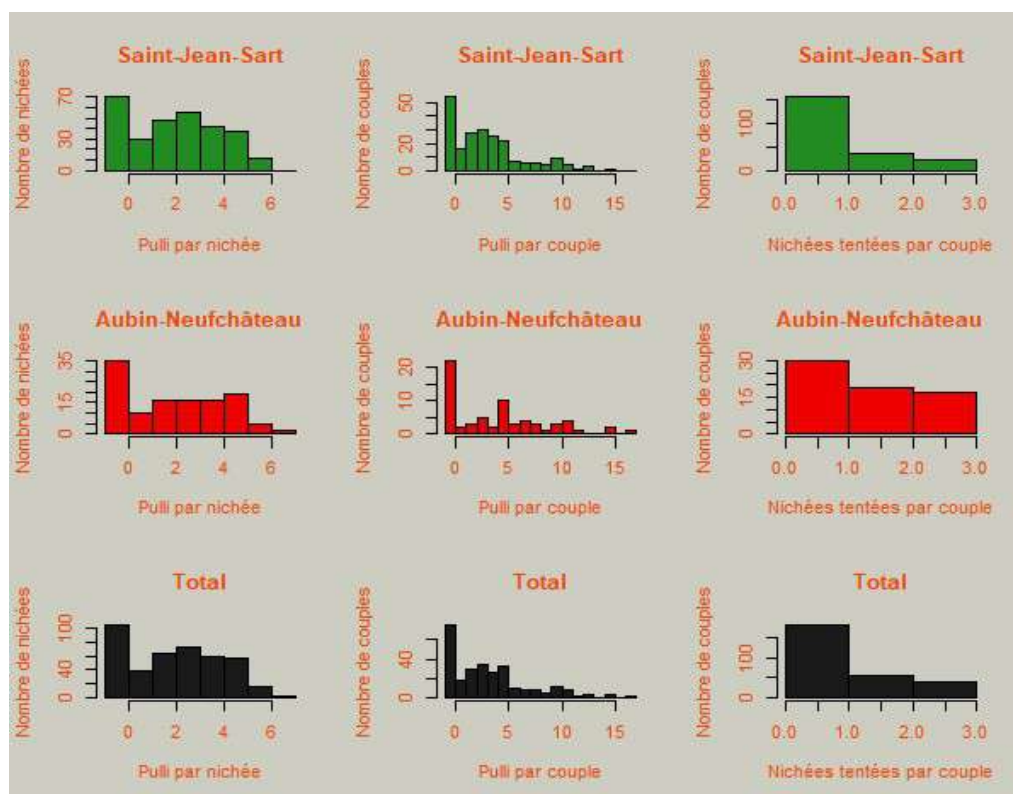 Saint-Jean-Sart
Nombre de nichées
70
30
0
0 2 4 6
Pulli par nichée
Saint-Jean-Sart
Nombre de couples
50
20
0
0 5 10 15
Pulli par couple
Saint-Jean-Sart
Nombre de couples
100
0
0.0 1.0 2.0 3.0
Nichées tentées par couple
Aubin-Neufchâteau
Nombre de nichées
35
15
0
0 2 4 6
Pulli par nichée
Aubin-Neufchâteau
Nombre de couples
20
10
0
0 5 10 15
Pulli par couple
Aubin-Neufchâteau
Nombre de couples
30
15
0
0.0 1.0 2.0 3.0
Nichées tentées par couple
Total
Nombre de nichées
100
40
0
0 2 4 6
Pulli par nichée
Total
Nombre de couples
40
0
0 5 10 15
Pulli par couple
Total
Nombre de couples
100
0
0.0 1.0 2.0 3.0
Nichées tentées par couple